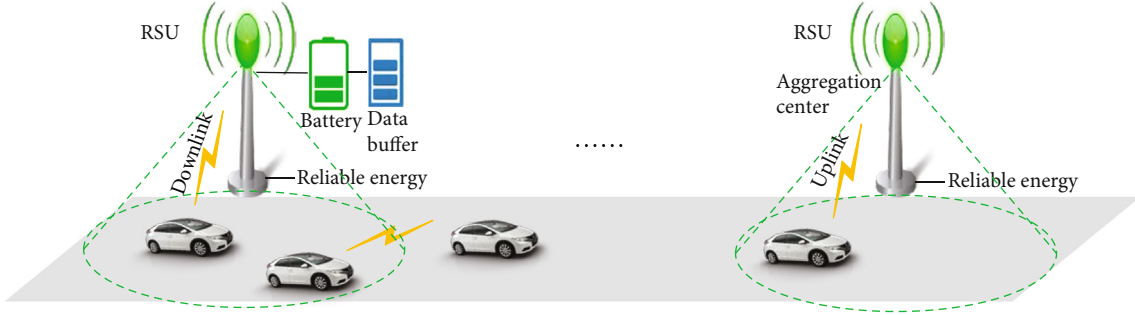 RSU
Battery
Data
buffer
Downlink
Reliable energy
......
RSU
Aggregation
center
Uplink
Reliable energy